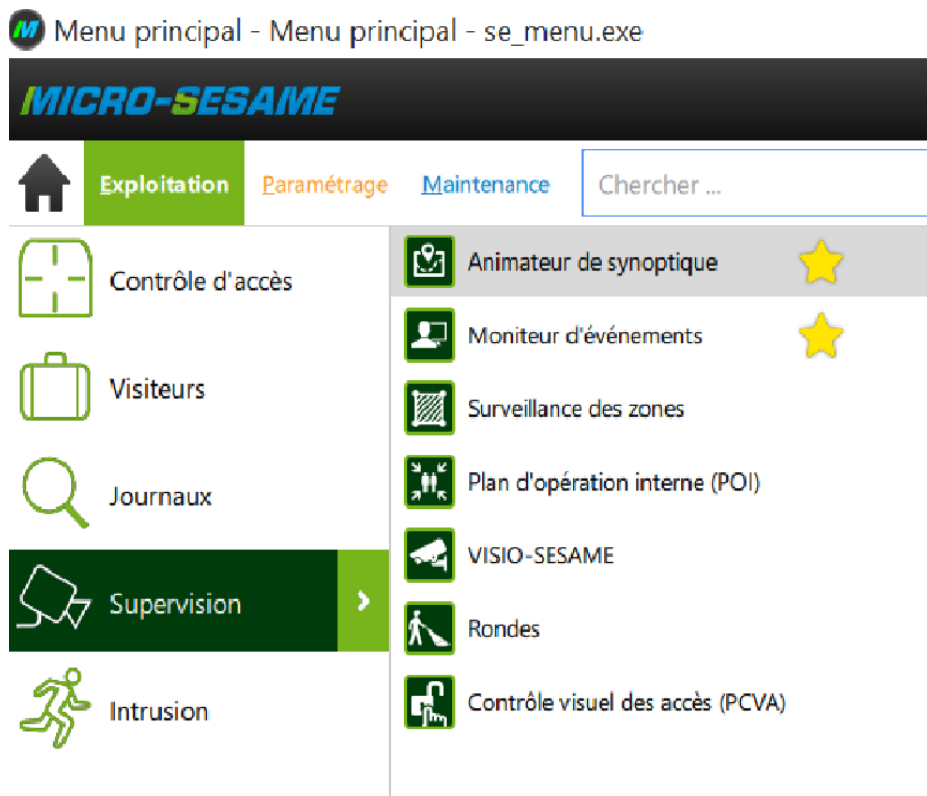 Menu principal - Menu principal - se_menu.exe
MICRO-SESAME
Exploitation Paramétrage Maintenance Chercher ...
Contrôle d'accès
Visiteurs
Journaux
Supervision
Intrusion
Animateur de synoptique
Moniteur d'événements
Surveillance des zones
Plan d'opération interne (POI)
VISIO-SESAME
Rondes
Contrôle visuel des accès (PCVA)